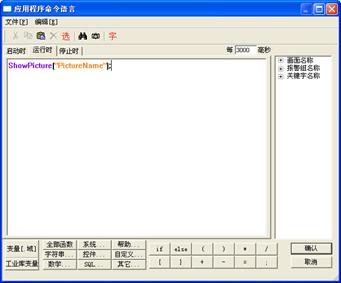 应用程序命令语言
文件[F] 编辑[E]
选 字
启动时 运行时 停止时 每 3000 毫秒
ShowPicture("PictureName");
画面名称
报警组名称
关键字名称
变量[.域] 全部函数 系统... 帮助... if else ( ) * / 确认
字符串... 控件... 自定义...
工业库变量 数学... SQL... 其它... [ ] + - = ; 取消